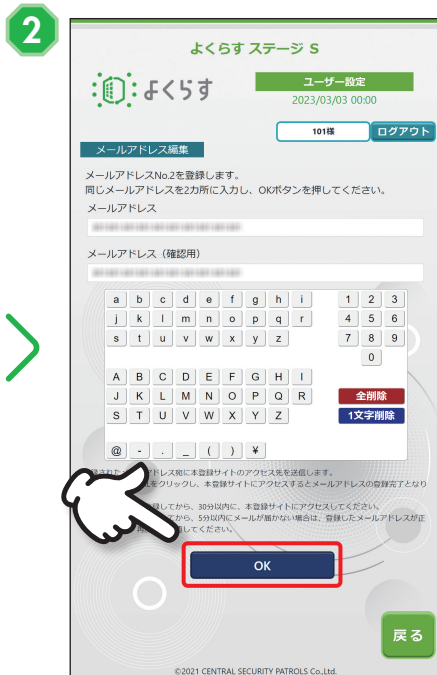 2
よくらす ステージ S
よくらす
ユーザー設定
2023/03/03 00:00
101様
ログアウト
メールアドレス編集
メールアドレスNo.2を登録します。
同じメールアドレスを2カ所に入力し、OKボタンを押してください。
メールアドレス
メールアドレス（確認用）
a b c d e f g h i 1 2 3
j k l m n o p q r 4 5 6
s t u v w x y z 7 8 9
0
A B C D E F G H I
J K L M N O P Q R 全削除
S T U V W X Y Z 1文字削除
@ - . _ ( ) ¥
ドレス宛に本登録サイトのアクセス先を送信します。
をクリックし、本登録サイトにアクセスするとメールアドレスの登録完了となり
してから、30分以内に、本登録サイトにアクセスしてください。
から、5分以内にメールが届かない場合は、登録したメールアドレスが正
してください。
OK
戻る
©2021 CENTRAL SECURITY PATROLS Co.,Ltd.